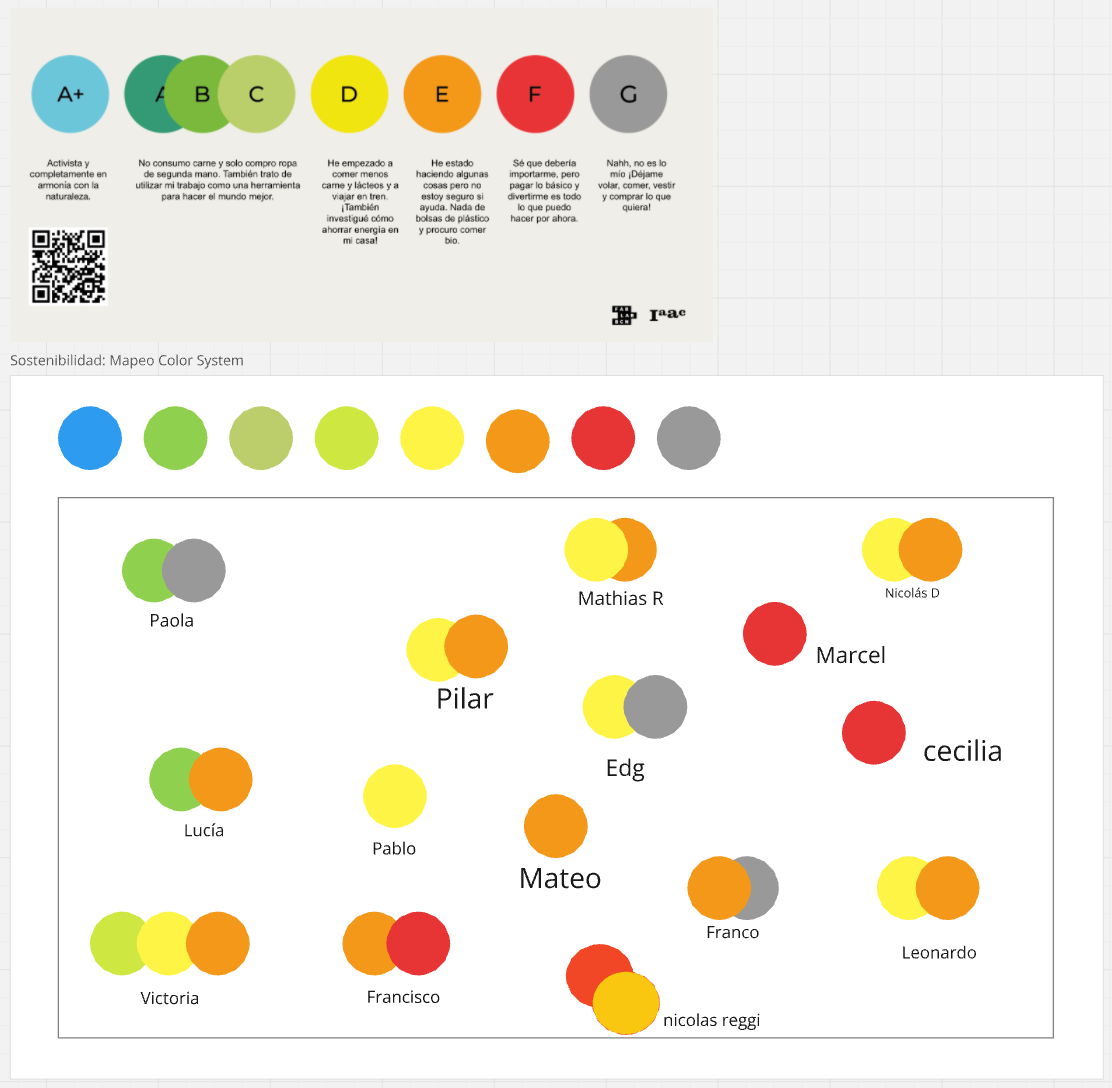 A+
A
B
C
D
E
F
G
Activista y
completamente en
armonía con la
naturaleza.
No consumo carne y solo compro ropa
de segunda mano. También trato de
utilizar mi trabajo como una herramienta
para hacer el mundo mejor.
He empezado a
comer menos
carne y lácteos y a
viajar en tren.
¡También
investigué cómo
ahorrar energía en
mi casa!
He estado
haciendo algunas
cosas pero no
estoy seguro si
ayuda. Nada de
bolsas de plástico
y procuro comer
bio.
Sé que debería
importarme, pero
pagar lo básico y
divertirme es todo
lo que puedo
hacer por ahora.
Nahh, no es lo
mío ¡Déjame
volar, comer, vestir
y comprar lo que
quiera!
Iaac
Sostenibilidad: Mapeo Color System
Paola
Mathias R
Nicolás D
Marcel
Pilar
Edg
cecilia
Lucía
Pablo
Mateo
Franco
Leonardo
Victoria
Francisco
nicolas reggi